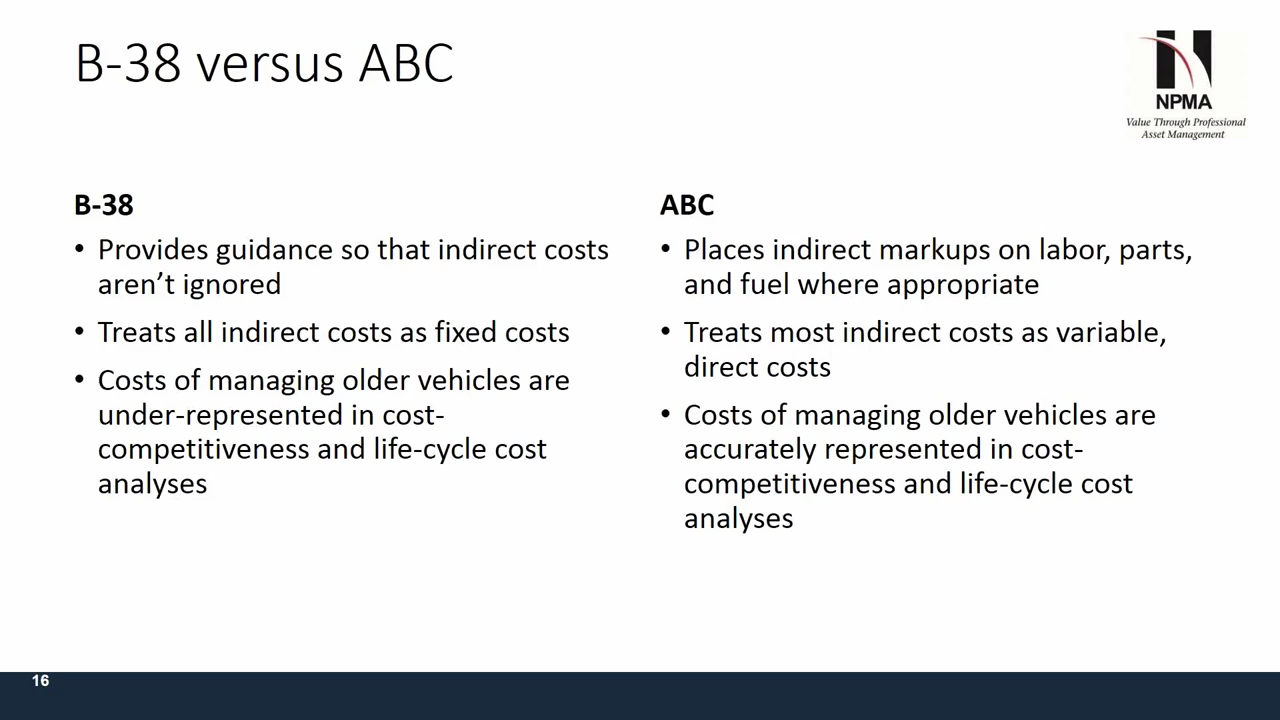 B-38 versus ABC
NPMA
Value Through Professional
Asset Management
B-38
• Provides guidance so that indirect costs
aren’t ignored
• Treats all indirect costs as fixed costs
• Costs of managing older vehicles are
under-represented in cost-
competitiveness and life-cycle cost
analyses
ABC
• Places indirect markups on labor, parts,
and fuel where appropriate
• Treats most indirect costs as variable,
direct costs
• Costs of managing older vehicles are
accurately represented in cost-
competitiveness and life-cycle cost
analyses
16